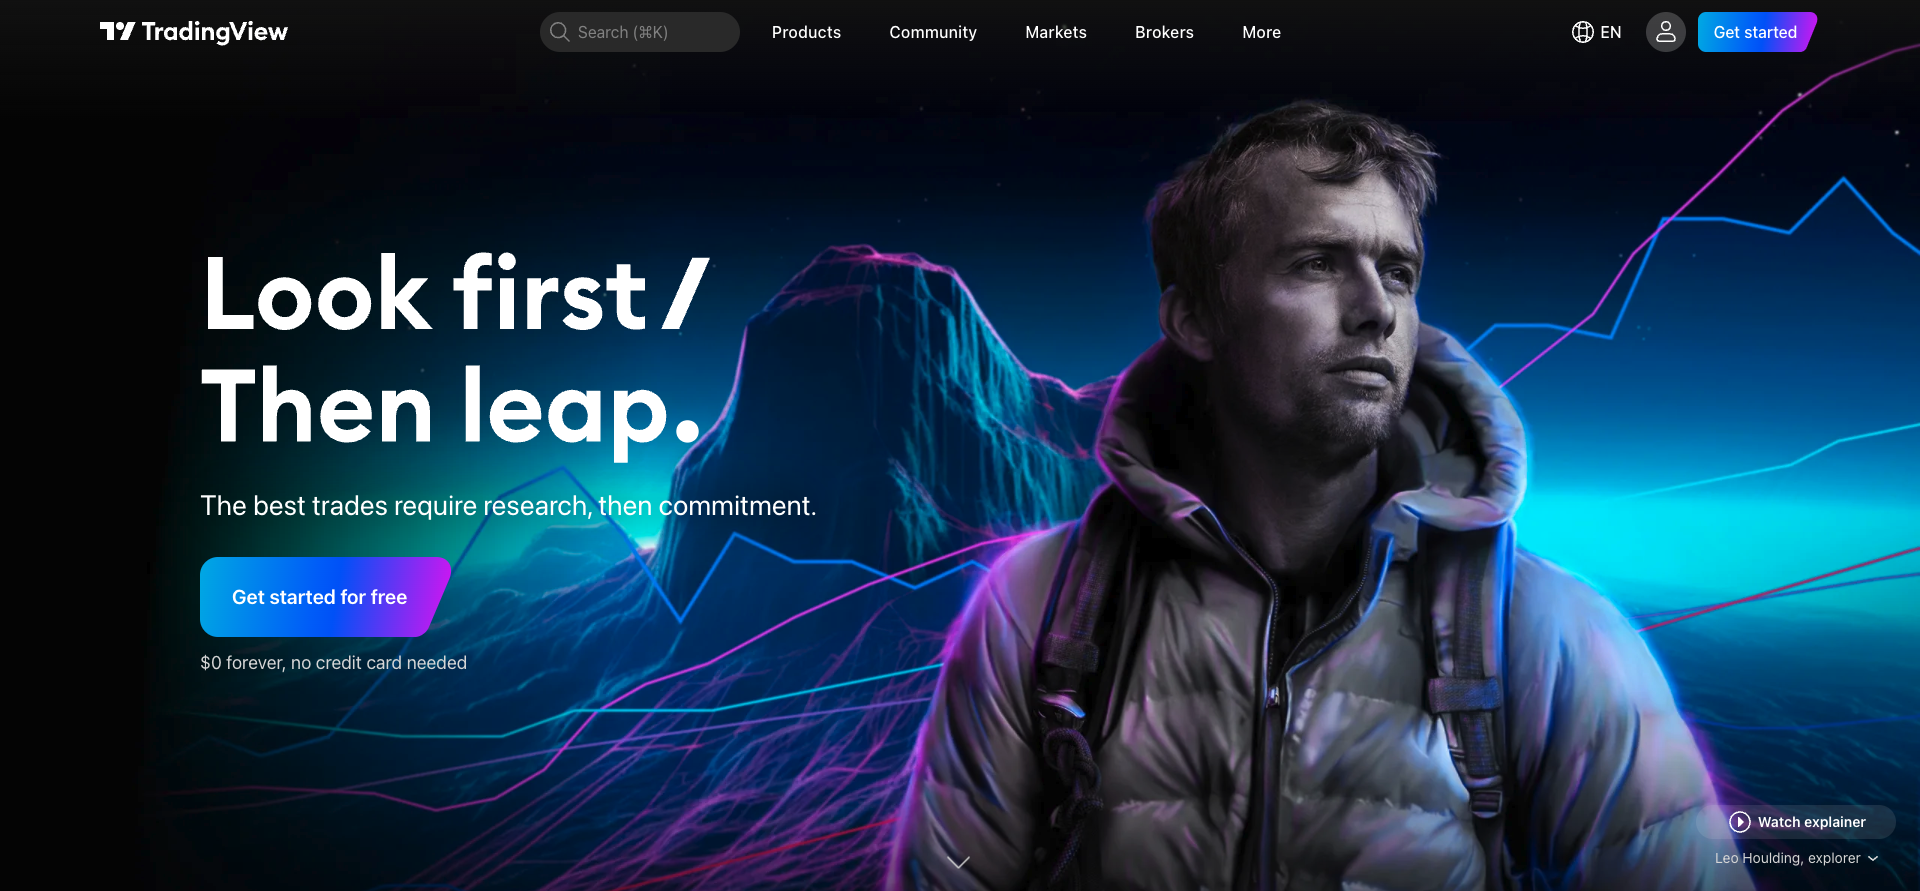 TradingView
Search (⌘K)
Products
Community
Markets
Brokers
More
EN
Get started
Look first /
Then leap.
The best trades require research, then commitment.
Get started for free
$0 forever, no credit card needed
Watch explainer
Leo Houlding, explorer